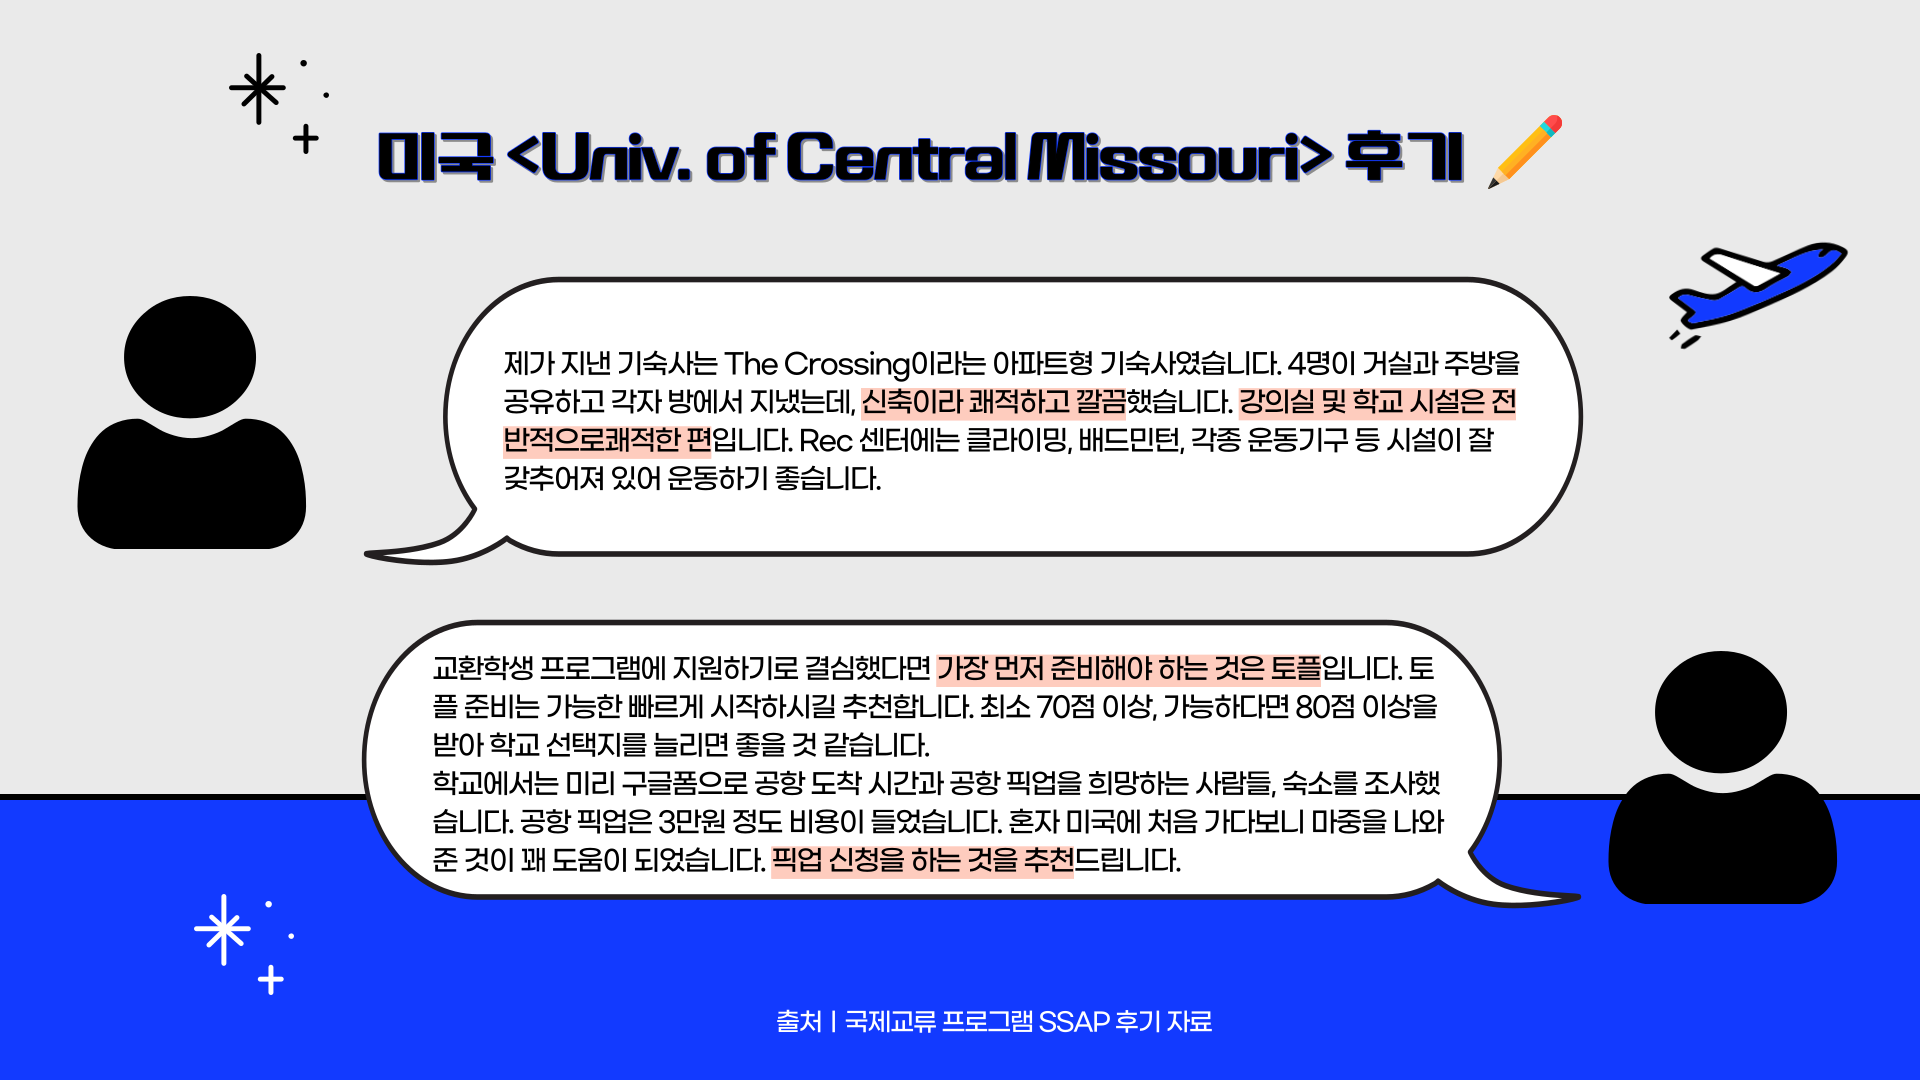 미국 <Univ. of Central Missouri> 후기
제가 지낸 기숙사는 The Crossing이라는 아파트형 기숙사였습니다. 4명이 거실과 주방을
공유하고 각자 방에서 지냈는데, 신축이라 쾌적하고 깔끔했습니다. 강의실 및 학교 시설은 전
반적으로쾌적한 편입니다. Rec 센터에는 클라이밍, 배드민턴, 각종 운동기구 등 시설이 잘
갖추어져 있어 운동하기 좋습니다.
교환학생 프로그램에 지원하기로 결심했다면 가장 먼저 준비해야 하는 것은 토플입니다. 토
플 준비는 가능한 빠르게 시작하시길 추천합니다. 최소 70점 이상, 가능하다면 80점 이상을
받아 학교 선택지를 늘리면 좋을 것 같습니다.
학교에서는 미리 구글폼으로 공항 도착 시간과 공항 픽업을 희망하는 사람들, 숙소를 조사했
습니다. 공항 픽업은 3만원 정도 비용이 들었습니다. 혼자 미국에 처음 가다보니 마중을 나와
준 것이 꽤 도움이 되었습니다. 픽업 신청을 하는 것을 추천드립니다.
출처ㅣ국제교류 프로그램 SSAP 후기 자료